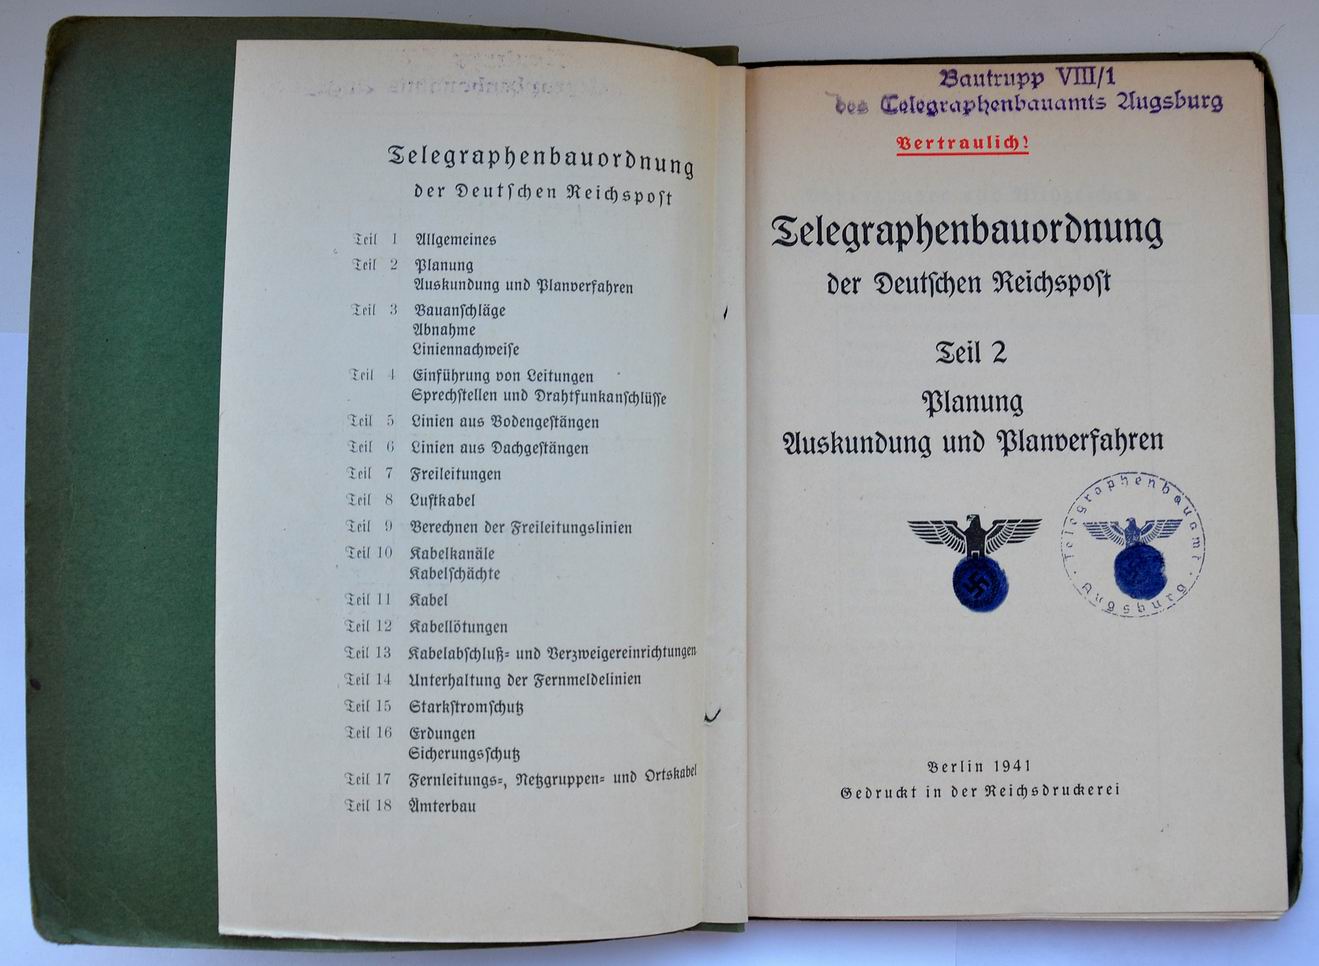 Telegraphenbauordnung
der Deutſchen Reichspoſt
Teil 1 Allgemeines
Teil 2 Planung
Auskundung und Planverfahren
Teil 3 Bauanſchläge
Abnahme
Liniennachweiſe
Teil 4 Einführung von Leitungen
Sprechſtellen und Drahtfunkanſchlüſſe
Teil 5 Linien aus Bodengeſtängen
Teil 6 Linien aus Dachgeſtängen
Teil 7 Freileitungen
Teil 8 Luftkabel
Teil 9 Berechnen der Freileitungslinien
Teil 10 Kabelkanäle
Kabelſchächte
Teil 11 Kabel
Teil 12 Kabellötungen
Teil 13 Kabelabſchluß- und Verzweigereinrichtungen
Teil 14 Unterhaltung der Fernmeldelinien
Teil 15 Starkſtromſchutz
Teil 16 Erdungen
Sicherungsſchutz
Teil 17 Fernleitungs-, Netzgruppen- und Ortskabel
Teil 18 Ämterbau
Bautrupp VIII/1
des Telegraphenbauamts Augsburg
Vertraulich!
Telegraphenbauordnung
der Deutſchen Reichspoſt
Teil 2
Planung
Auskundung und Planverfahren
Telegraphenbauamt
Augsburg
Berlin 1941
Gedruckt in der Reichsdruckerei